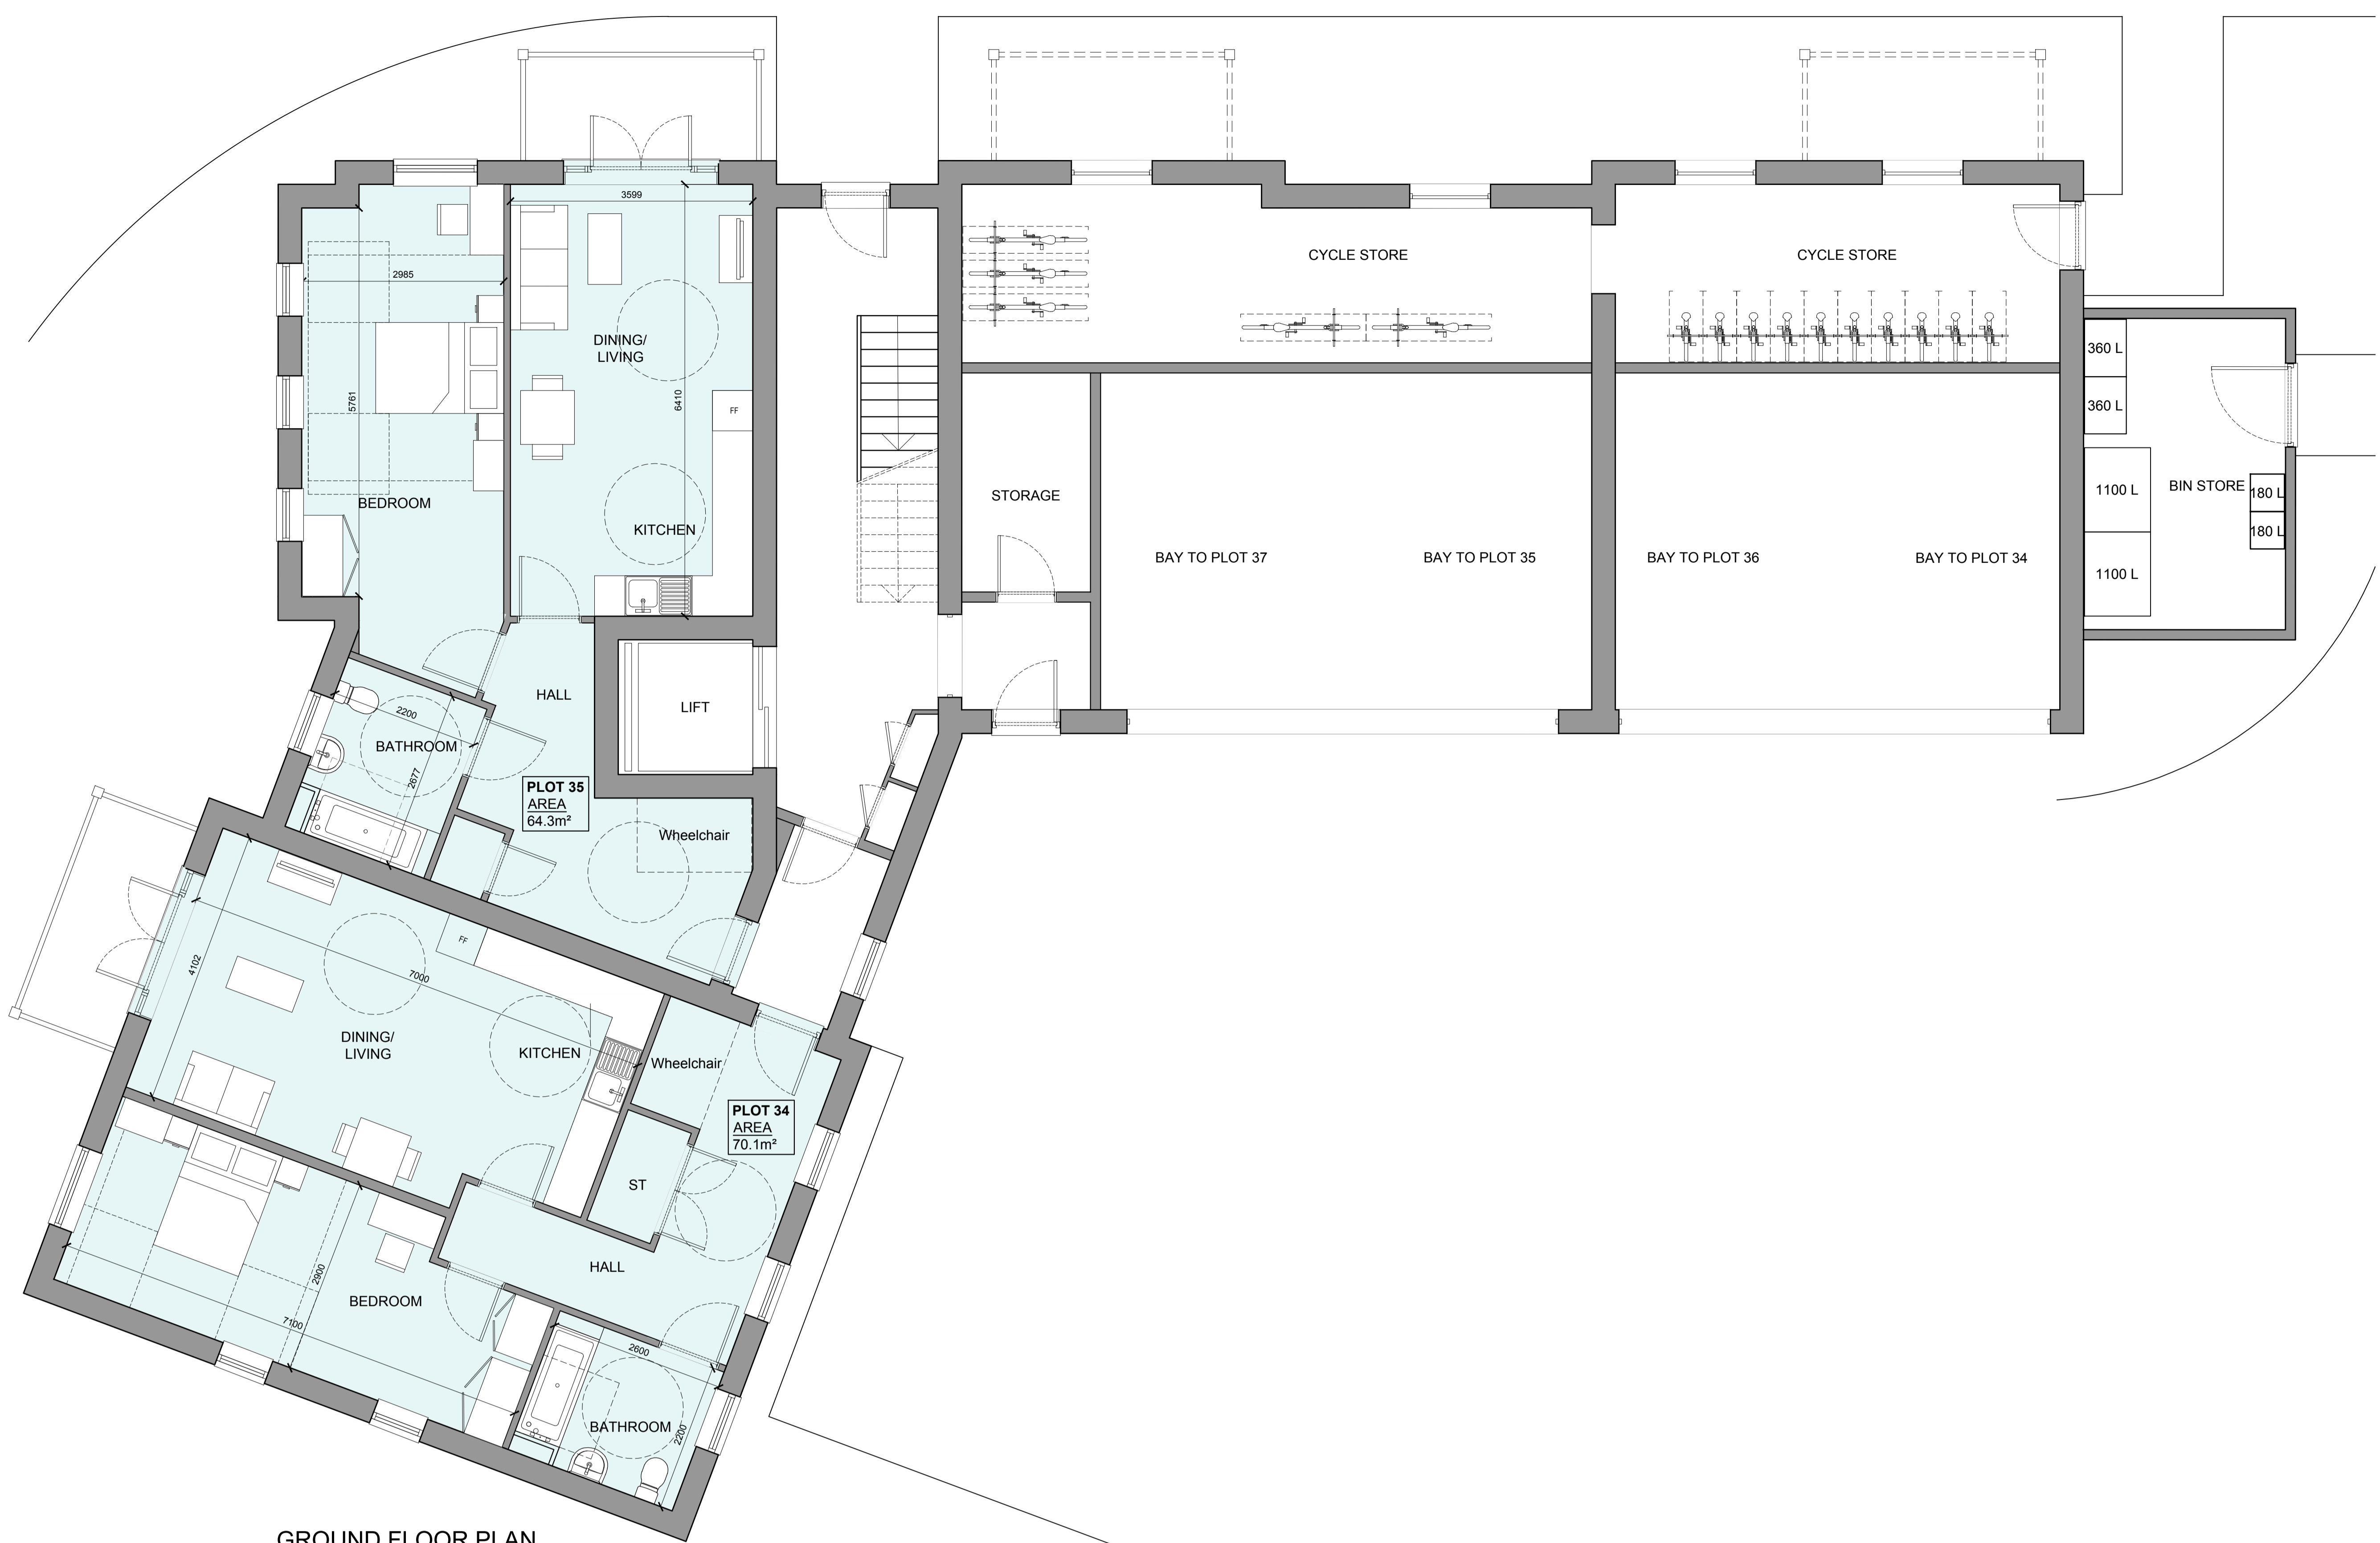 3599
2985
CYCLE STORE
CYCLE STORE
DINING/
LIVING
360 L
360 L
5761
6410
FF
BEDROOM
KITCHEN
STORAGE
1100 L
BIN STORE
180 L
180 L
BAY TO PLOT 37
BAY TO PLOT 35
BAY TO PLOT 36
BAY TO PLOT 34
1100 L
HALL
LIFT
2200
BATHROOM
2677
PLOT 35
AREA
64.3m²
Wheelchair
FF
4102
7000
DINING/
LIVING
KITCHEN
Wheelchair
PLOT 34
AREA
70.1m²
ST
HALL
2900
BEDROOM
7100
2600
BATHROOM
2200
GROUND FLOOR PLAN